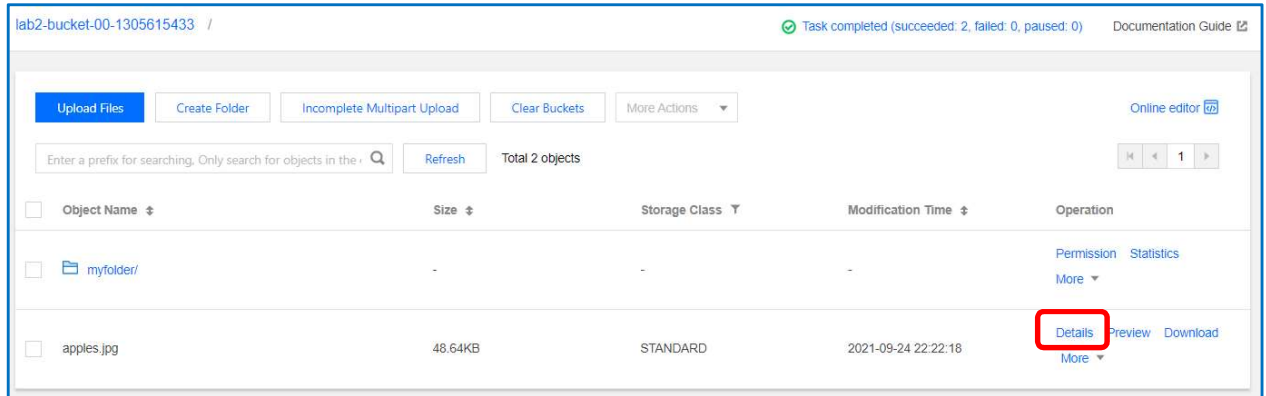 lab2-bucket-00-1305615433 / Task completed (succeeded: 2, failed: 0, paused: 0) Documentation Guide
Upload Files Create Folder Incomplete Multipart Upload Clear Buckets More Actions Online editor
Enter a prefix for searching, Only search for objects in the Refresh Total 2 objects 1
Object Name Size Storage Class Modification Time Operation
myfolder/ - - - Permission Statistics
More
apples.jpg 48.64KB STANDARD 2021-09-24 22:22:18 Details Preview Download
More